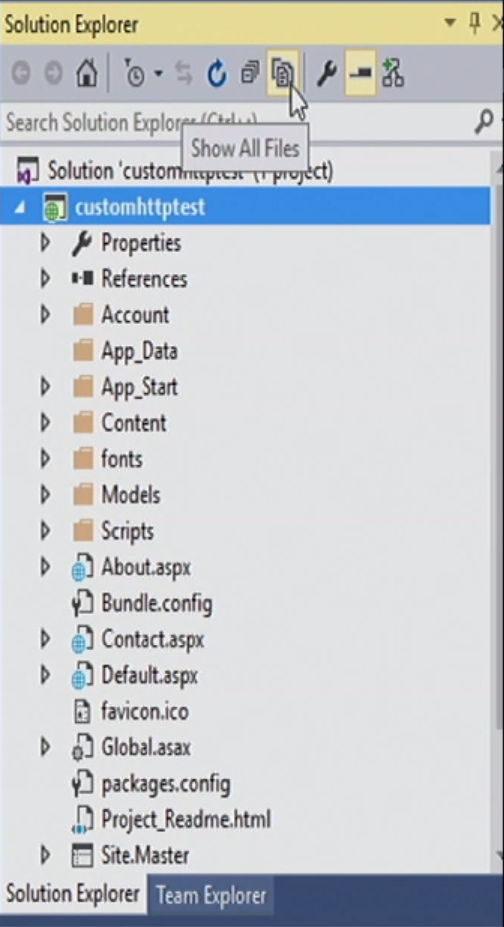 Solution Explorer
Search Solution Explorer (Ctrl+;)
Show All Files
Solution 'customhttptest' (1 project)
customhttptest
Properties
References
Account
App_Data
App_Start
Content
fonts
Models
Scripts
About.aspx
Bundle.config
Contact.aspx
Default.aspx
favicon.ico
Global.asax
packages.config
Project_Readme.html
Site.Master
Solution Explorer Team Explorer